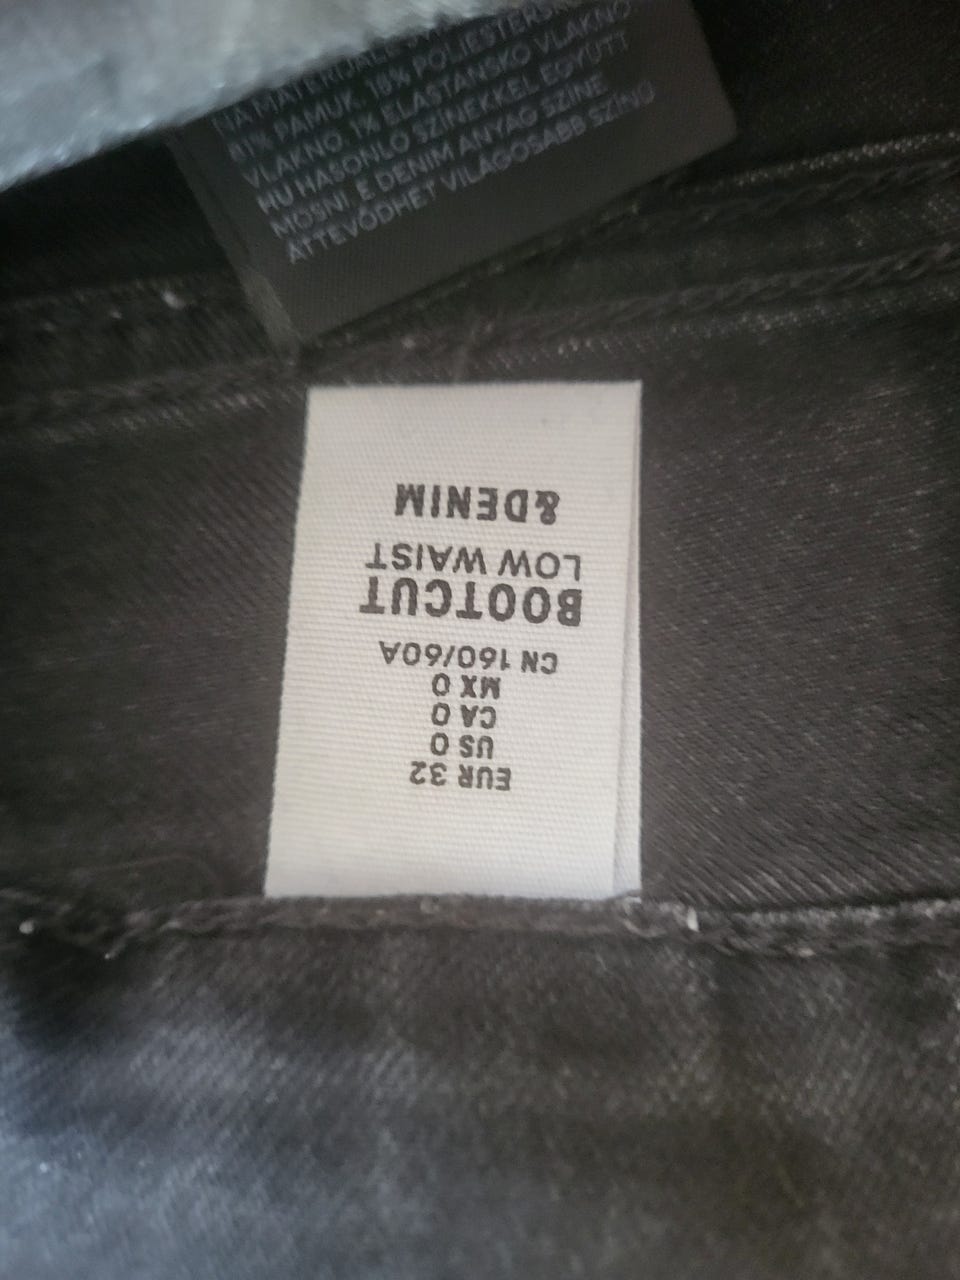 NA MATERIJALE
81% PAMUK, 18% POLIESTERSKO
VLAKNO, 1% ELASTANSKO VLAKNO
HU HASONLÓ SZÍNEKKEL EGYÜTT
MOSNI. E DENIM ANYAG SZÍNE
ÁTTEVŐDHET VILÁGOSABB SZÍNŰ
EUR 32
US 0
CA 0
MX 0
CN 160/60A
BOOTCUT
LOW WAIST
&DENIM